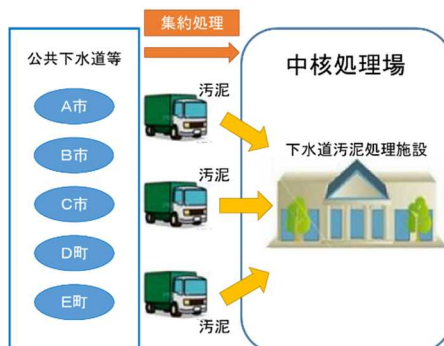 集約処理
公共下水道等
A市
B市
C市
D町
E町
汚泥
汚泥
汚泥
中核処理場
下水道汚泥処理施設